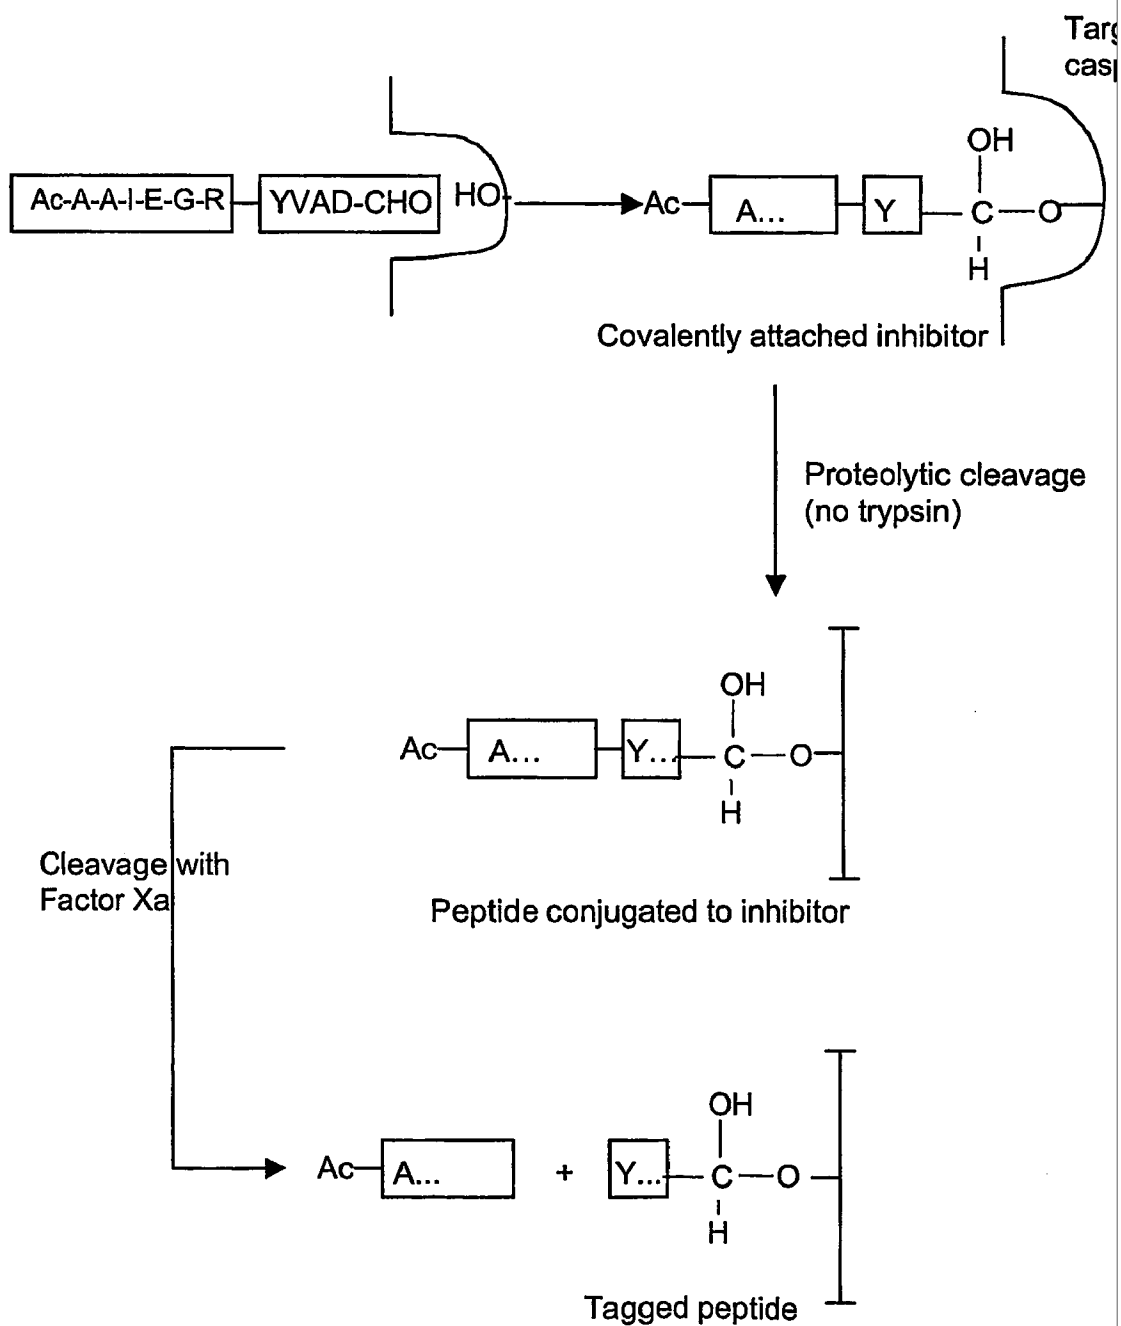 Ac-A-A-I-E-G-R
YVAD-CHO
HO
Ac
A...
Y
OH
C
O
H
Covalently attached inhibitor
Proteolytic cleavage
(no trypsin)
Ac
A...
Y...
OH
C
O
H
Cleavage with
Factor Xa
Peptide conjugated to inhibitor
Ac
A...
+
Y...
OH
C
O
H
Tagged peptide